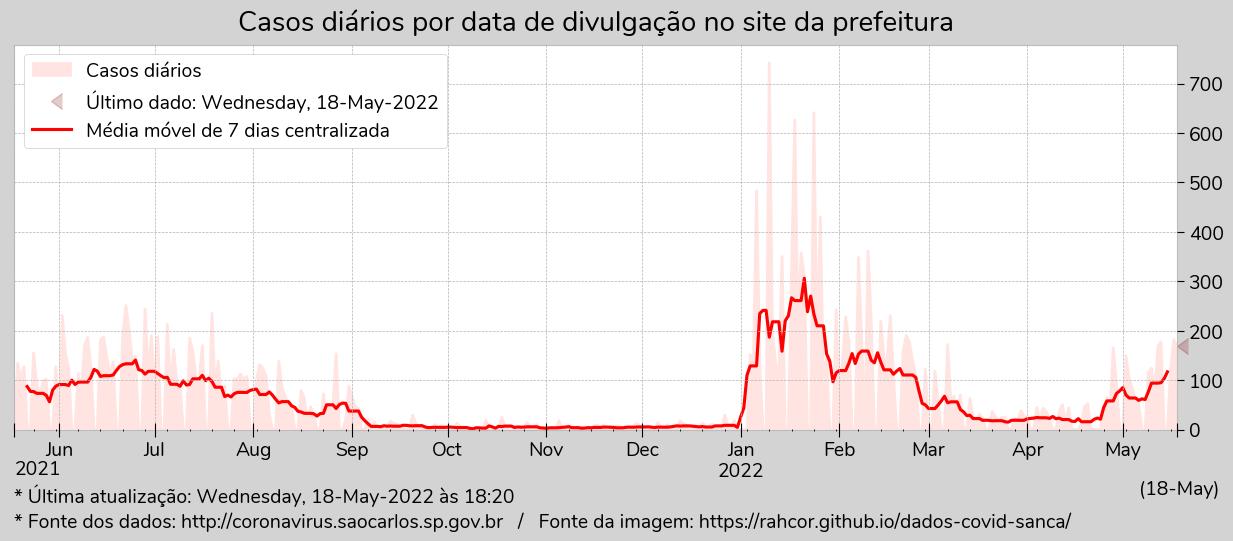 Casos diários por data de divulgação no site da prefeitura
Casos diários
Último dado: Wednesday, 18-May-2022
Média móvel de 7 dias centralizada
700
600
500
400
300
200
100
0
Jun Jul Aug Sep Oct Nov Dec Jan Feb Mar Apr May
2021 2022
(18-May)
* Última atualização: Wednesday, 18-May-2022 às 18:20
* Fonte dos dados: http://coronavirus.saocarlos.sp.gov.br / Fonte da imagem: https://rahcor.github.io/dados-covid-sanca/